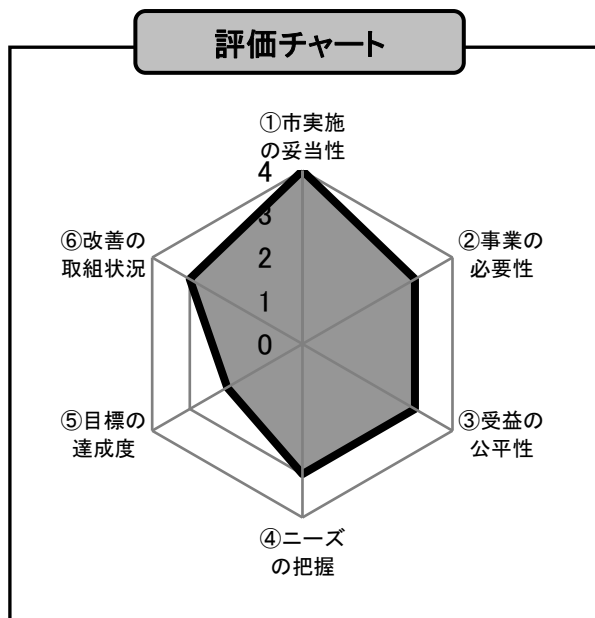 評価チャート
①市実施
の妥当性
4
3
2
1
0
②事業の
必要性
③受益の
公平性
④ニーズ
の把握
⑤目標の
達成度
⑥改善の
取組状況